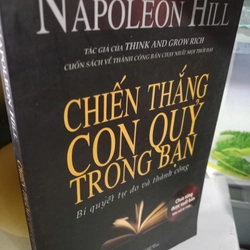 NAPOLEON HILL
TÁC GIẢ CỦA THINK AND GROW RICH
CUỐN SÁCH VỀ THÀNH CÔNG BÁN CHẠY NHẤT MỌI THỜI ĐẠI
CHIẾN THẮNG
CON QUỶ
TRONG BẠN
Bí quyết tự do và thành công